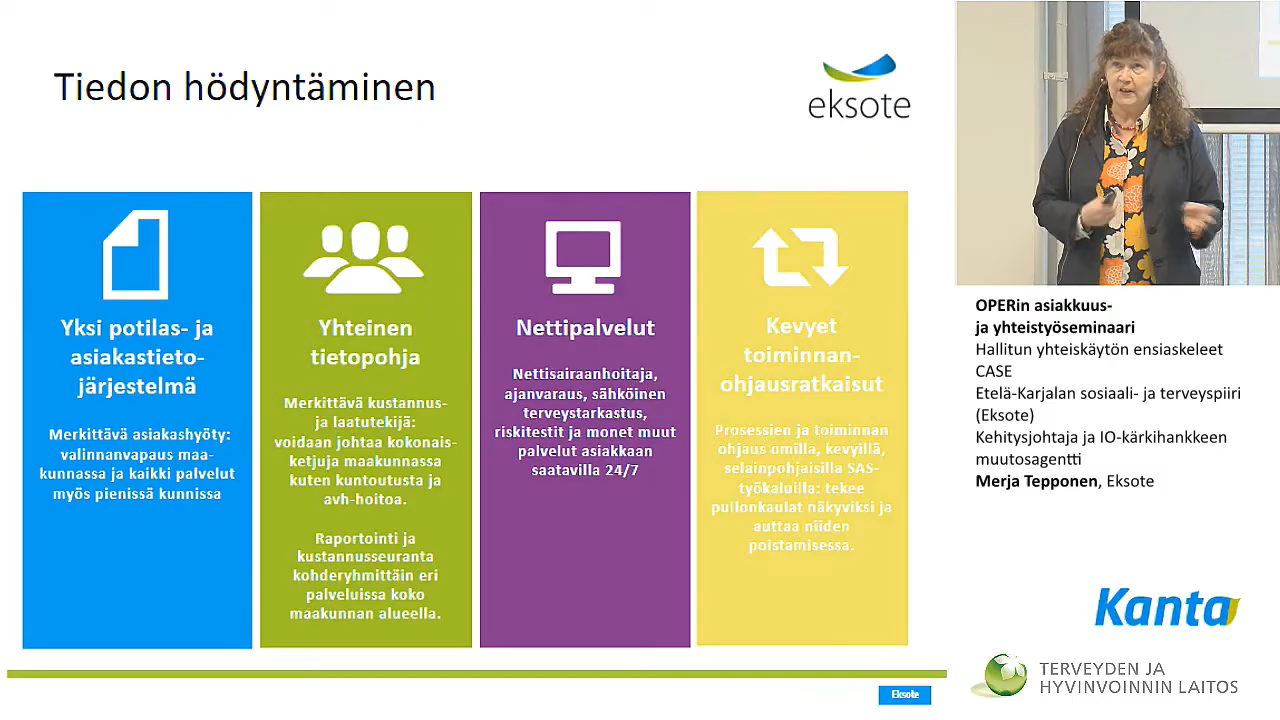 Tiedon hödyntäminen
eksote
Yksi potilas- ja
asiakastieto-
järjestelmä
Merkittävä asiakashyöty:
valinnanvapaus maa-
kunnassa ja kaikki palvelut
myös pienissä kunnissa
Yhteinen
tietopohja
Merkittävä kustannus-
ja laatutekijä:
voidaan johtaa kokonais-
ketjuja maakunnassa
kuten kuntoutusta ja
avh-hoitoa.
Raportointi ja
kustannusseuranta
kohderyhmittäin eri
palveluissa koko
maakunnan alueella.
Nettipalvelut
Nettisairaanhoitaja,
ajanvaraus, sähköinen
terveystarkastus,
riskitestit ja monet muut
palvelut asiakkaan
saatavilla 24/7
Kevyet
toiminnan-
ohjausratkaisut
Prosessien ja toiminnan
ohjaus omilla, kevyillä,
selainpohjaisilla SAS-
työkaluilla: tekee
pullonkaulat näkyviksi ja
auttaa niiden
poistamisessa.
Eksote
OPERin asiakkuus-
ja yhteistyöseminaari
Hallitun yhteiskäytön ensiaskeleet
CASE
Etelä-Karjalan sosiaali- ja terveyspiiri
(Eksote)
Kehitysjohtaja ja IO-kärkihankkeen
muutosagentti
Merja Tepponen, Eksote
Kanta
TERVEYDEN JA
HYVINVOINNIN LAITOS